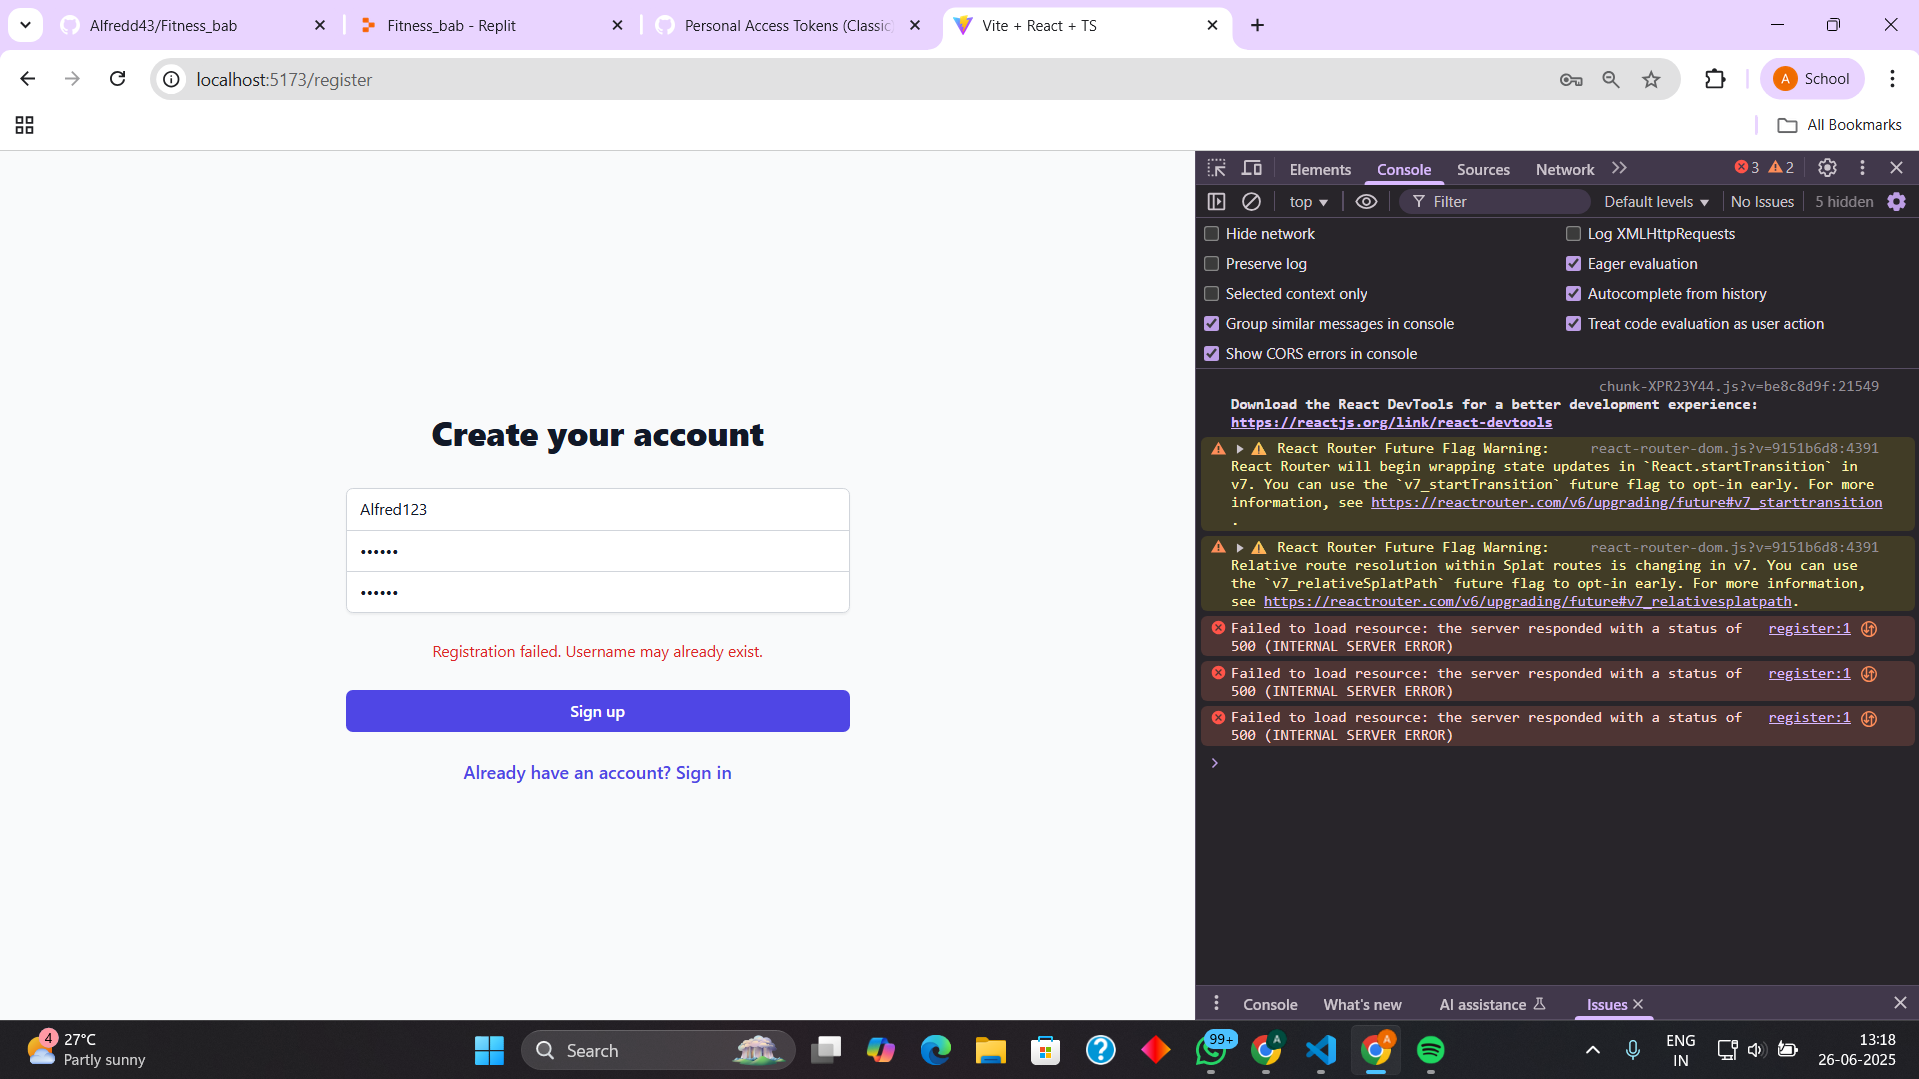 Alfredd43/Fitness_bab
Fitness_bab - Replit
Personal Access Tokens (Classic)
Vite + React + TS
localhost:5173/register
A
School
All Bookmarks
Create your account
Alfred123
••••••
••••••
Registration failed. Username may already exist.
Sign up
Already have an account? Sign in
Elements
Console
Sources
Network
3
2
top
Filter
Default levels
No Issues
5 hidden
Hide network
Log XMLHttpRequests
Preserve log
Eager evaluation
Selected context only
Autocomplete from history
Group similar messages in console
Treat code evaluation as user action
Show CORS errors in console
chunk-XPR23Y44.js?v=be8c8d9f:21549
Download the React DevTools for a better development experience:
https://reactjs.org/link/react-devtools
React Router Future Flag Warning: react-router-dom.js?v=9151b6d8:4391
React Router will begin wrapping state updates in `React.startTransition` in
v7. You can use the `v7_startTransition` future flag to opt-in early. For more
information, see https://reactrouter.com/v6/upgrading/future#v7_starttransition
.
React Router Future Flag Warning: react-router-dom.js?v=9151b6d8:4391
Relative route resolution within Splat routes is changing in v7. You can use
the `v7_relativeSplatPath` future flag to opt-in early. For more information,
see https://reactrouter.com/v6/upgrading/future#v7_relativesplatpath.
Failed to load resource: the server responded with a status of register:1
500 (INTERNAL SERVER ERROR)
Failed to load resource: the server responded with a status of register:1
500 (INTERNAL SERVER ERROR)
Failed to load resource: the server responded with a status of register:1
500 (INTERNAL SERVER ERROR)
Console
What's new
AI assistance
Issues
4
27°C
Partly sunny
Search
99+
A
A
ENG
IN
13:18
26-06-2025